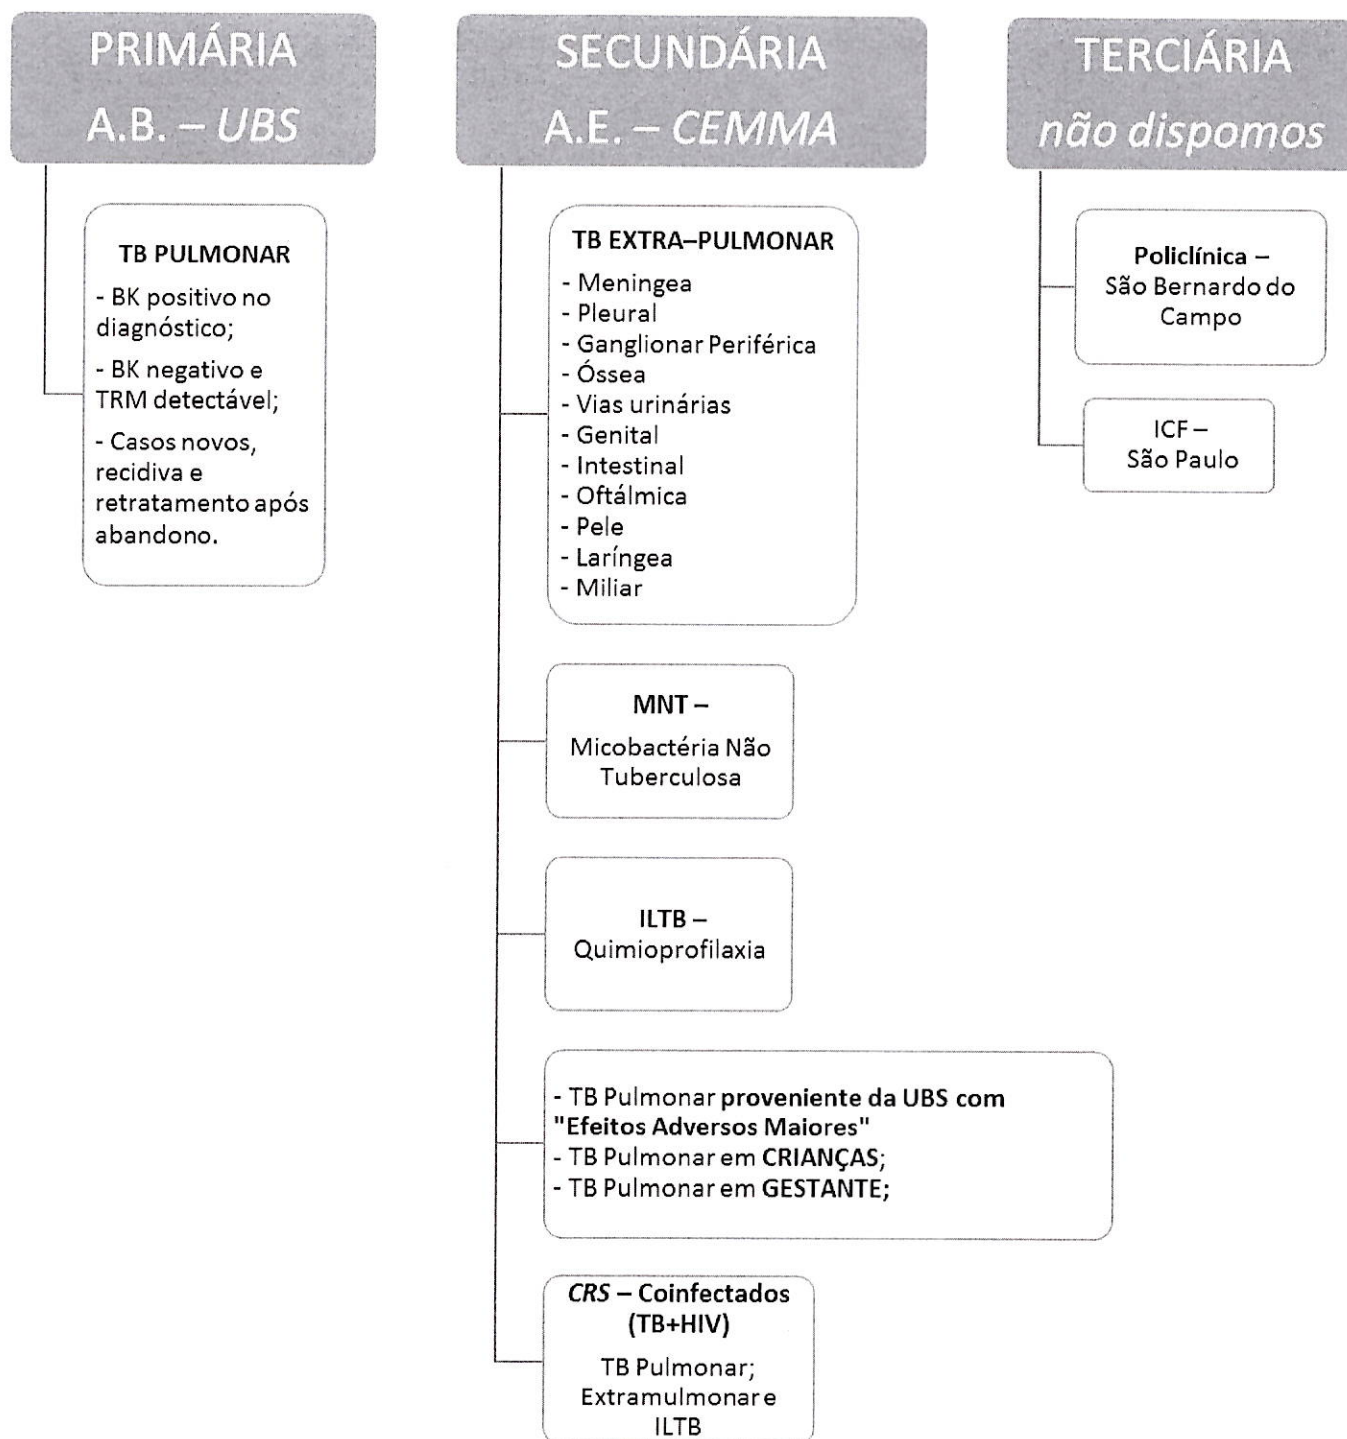 PRIMÁRIA
A.B. – UBS
TB PULMONAR
- BK positivo no
diagnóstico;
- BK negativo e
TRM detectável;
- Casos novos,
recidiva e
retratamento após
abandono.
SECUNDÁRIA
A.E. – CEMMA
TB EXTRA–PULMONAR
- Meningea
- Pleural
- Ganglionar Periférica
- Óssea
- Vias urinárias
- Genital
- Intestinal
- Oftálmica
- Pele
- Laríngea
- Miliar
MNT –
Micobactéria Não
Tuberculosa
ILTB –
Quimioprofilaxia
- TB Pulmonar proveniente da UBS com
"Efeitos Adversos Maiores"
- TB Pulmonar em CRIANÇAS;
- TB Pulmonar em GESTANTE;
CRS – Coinfectados
(TB+HIV)
TB Pulmonar;
Extramulmonar e
ILTB
TERCIÁRIA
não dispomos
Policlínica –
São Bernardo do
Campo
ICF –
São Paulo